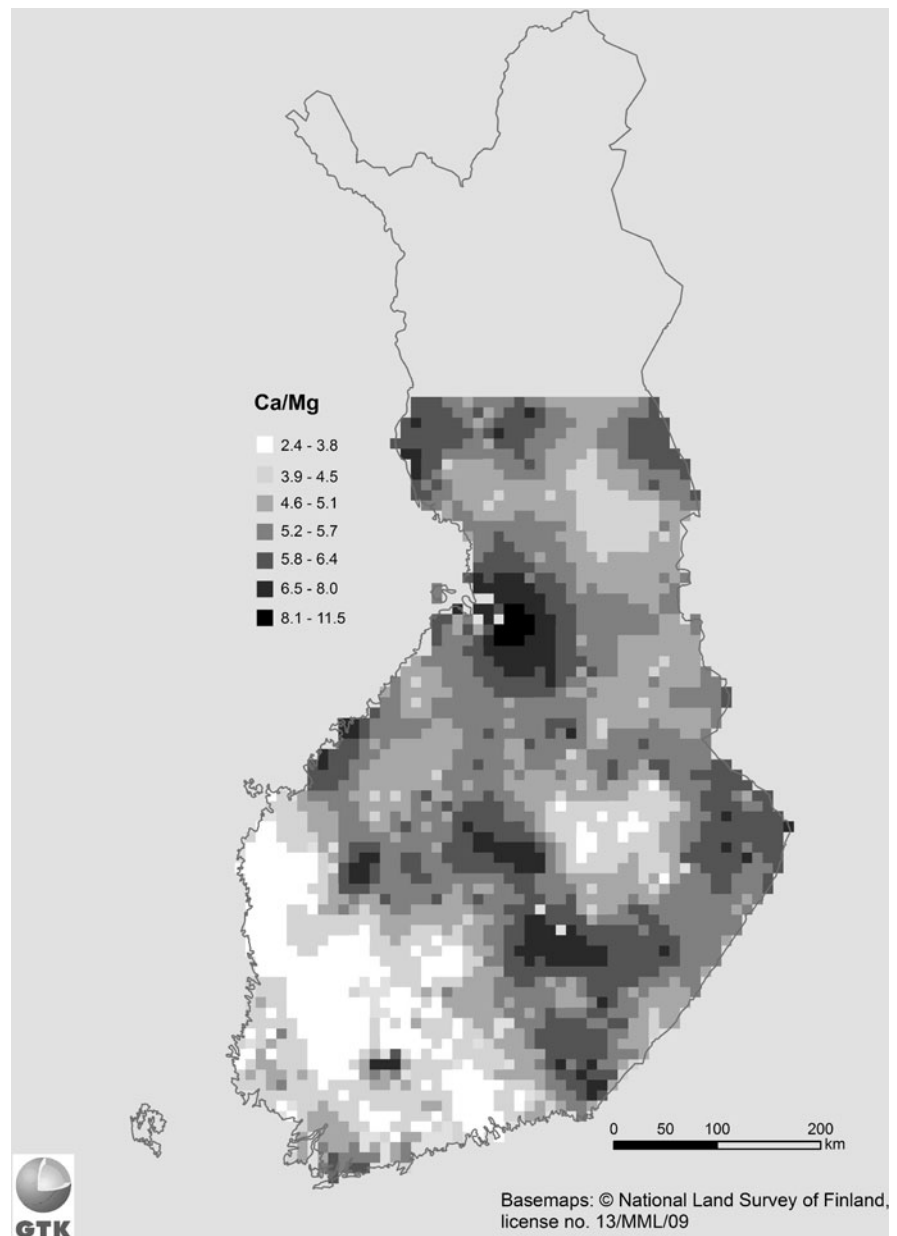 Ca/Mg
2.4 - 3.8
3.9 - 4.5
4.6 - 5.1
5.2 - 5.7
5.8 - 6.4
6.5 - 8.0
8.1 - 11.5
0 100 200
km
Basemaps: © National Land Survey of Finland,
license no. 13/MML/09
GTK